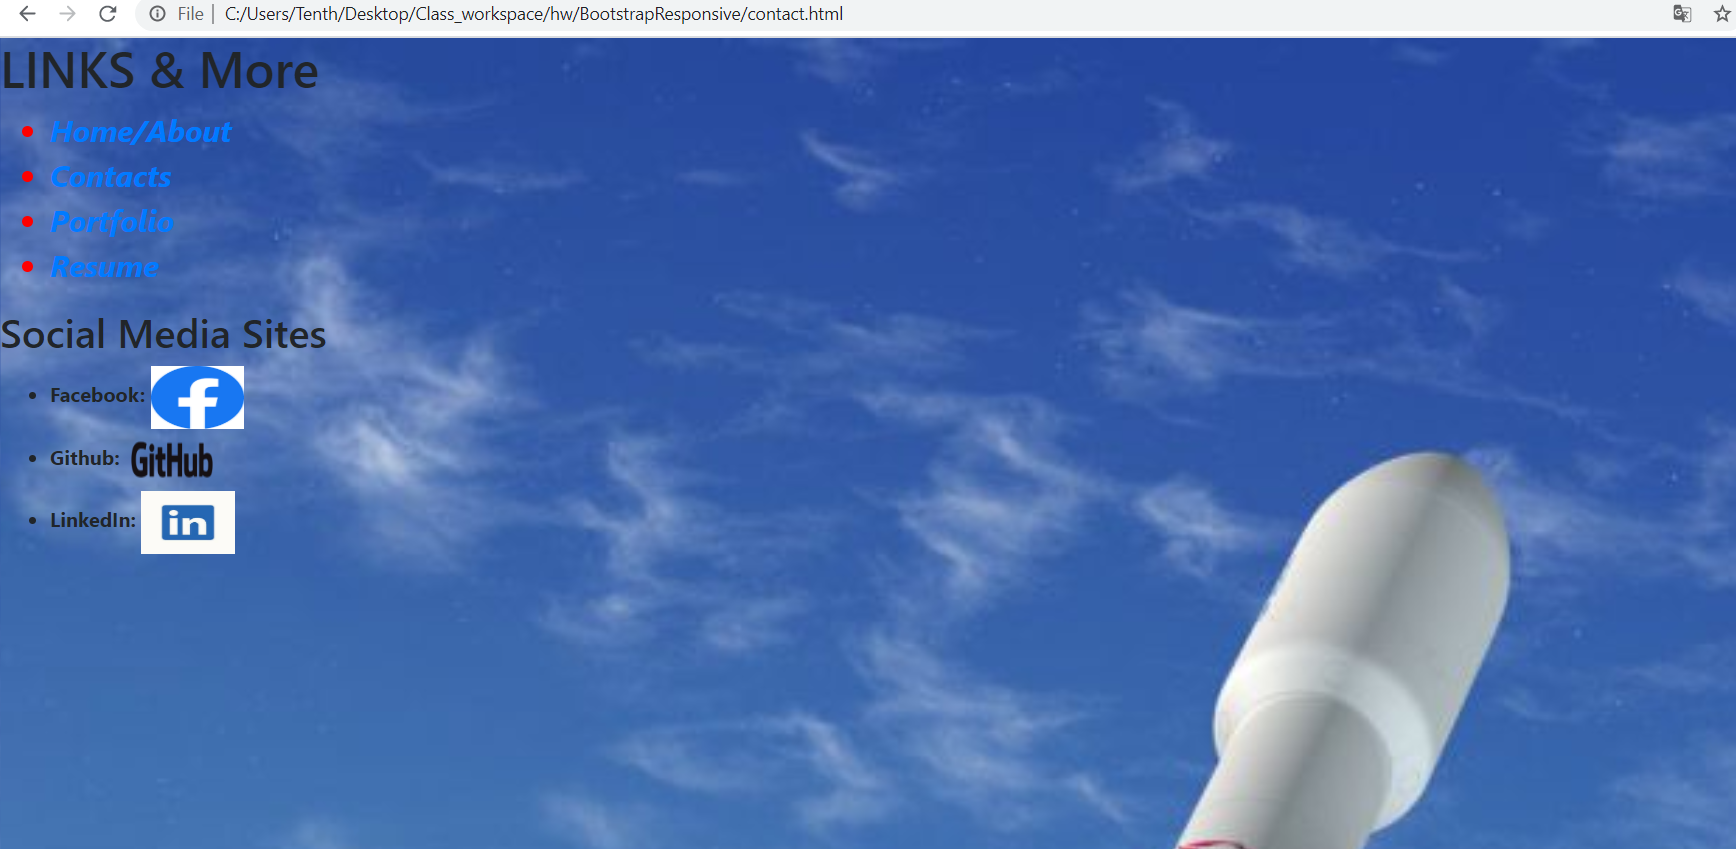 File | C:/Users/Tenth/Desktop/Class_workspace/hw/BootstrapResponsive/contact.html
LINKS & More
Home/About
Contacts
Portfolio
Resume
Social Media Sites
Facebook: f
Github: GitHub
LinkedIn: in